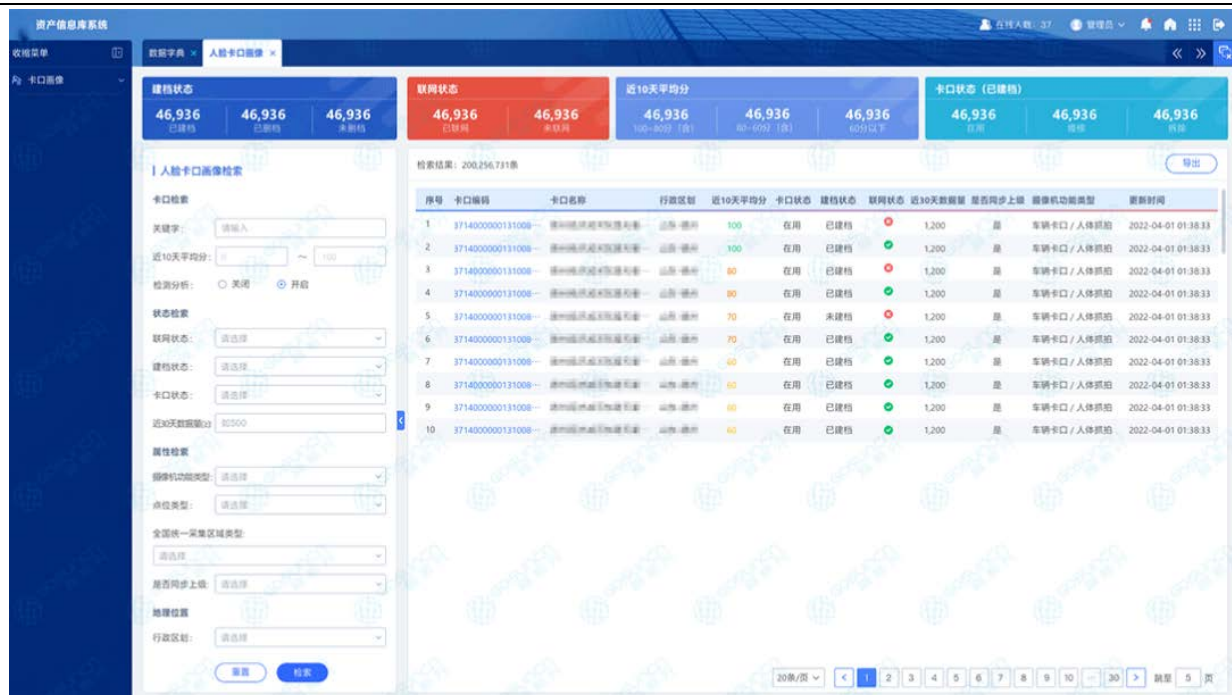 资产信息库系统 在线人数: 37 管理员
收缩菜单 数据字典 × 人脸卡口画像 ×
卡口画像
建档状态 联网状态 近10天平均分 卡口状态（已建档）
46,936 46,936 46,936 46,936 46,936 46,936 46,936 46,936 46,936 46,936 46,936
已建档 已删档 未删档 已联网 未联网 100~80分（含） 80~60分（含） 60分以下 在用 维修 拆除
人脸卡口画像检索
检索结果: 200,256,731条 导出
卡口检索
关键字: 请输入
近10天平均分: 0 ~ 100
检测分析: 关闭 开启
状态检索
联网状态: 请选择
建档状态: 请选择
卡口状态: 请选择
近30天数据量(≥) 如500
属性检索
摄像机功能类型: 请选择
点位类型: 请选择
全国统一采集区域类型:
请选择
是否同步上级: 请选择
地理位置
行政区划: 请选择
重置 检索
序号 卡口编码 卡口名称 行政区划 近10天平均分 卡口状态 建档状态 联网状态 近30天数据量 是否同步上级 摄像机功能类型 更新时间
1 3714000000131008··· 100 在用 已建档 1,200 是 车辆卡口 / 人体抓拍 2022-04-01 01:38:33
2 3714000000131008··· 100 在用 已建档 1,200 是 车辆卡口 / 人体抓拍 2022-04-01 01:38:33
3 3714000000131008··· 80 在用 已建档 1,200 是 车辆卡口 / 人体抓拍 2022-04-01 01:38:33
4 3714000000131008··· 在用 已建档 1,200 是 车辆卡口 / 人体抓拍 2022-04-01 01:38:33
5 3714000000131008··· 70 在用 未建档 1,200 是 车辆卡口 / 人体抓拍 2022-04-01 01:38:33
6 3714000000131008··· 70 在用 已建档 1,200 是 车辆卡口 / 人体抓拍 2022-04-01 01:38:33
7 3714000000131008··· 60 在用 已建档 1,200 是 车辆卡口 / 人体抓拍 2022-04-01 01:38:33
8 3714000000131008··· 60 在用 已建档 1,200 是 车辆卡口 / 人体抓拍 2022-04-01 01:38:33
9 3714000000131008··· 60 在用 已建档 1,200 是 车辆卡口 / 人体抓拍 2022-04-01 01:38:33
10 3714000000131008··· 60 在用 已建档 1,200 是 车辆卡口 / 人体抓拍 2022-04-01 01:38:33
20条/页 < 1 2 3 4 5 6 7 8 9 10 ··· 30 > 跳至 5 页